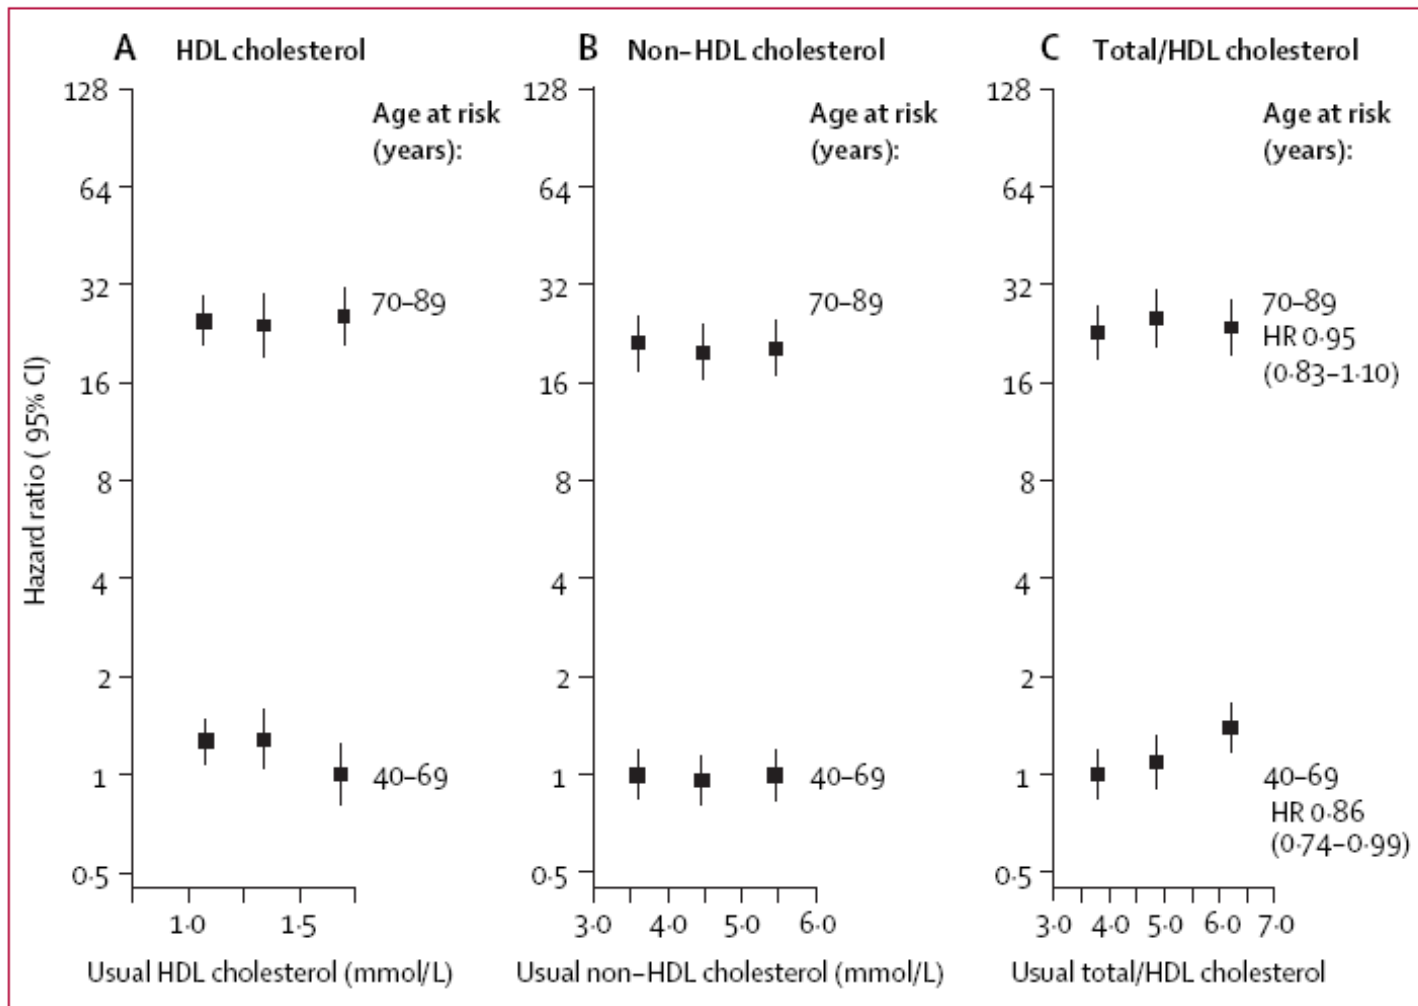 A HDL cholesterol
128
64
32
16
8
4
2
1
0·5
Age at risk
(years):
70–89
40–69
1·0 1·5
Usual HDL cholesterol (mmol/L)
Hazard ratio ( 95% CI)
B Non–HDL cholesterol
128
64
32
16
8
4
2
1
0·5
Age at risk
(years):
70–89
40–69
3·0 4·0 5·0 6·0
Usual non–HDL cholesterol (mmol/L)
C Total/HDL cholesterol
128
64
32
16
8
4
2
1
0·5
Age at risk
(years):
70–89
HR 0·95
(0·83–1·10)
40–69
HR 0·86
(0·74–0·99)
3·0 4·0 5·0 6·0 7·0
Usual total/HDL cholesterol